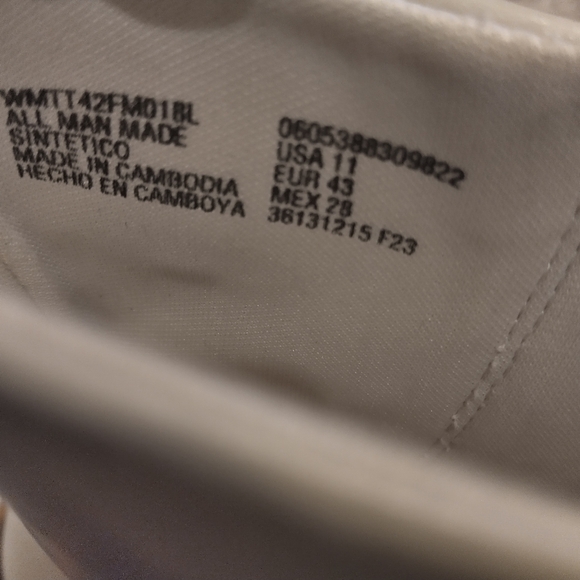 WMTT42FM018L
ALL MAN MADE
SINTETICO
MADE IN CAMBODIA
HECHO EN CAMBOYA
0605388309822
USA 11
EUR 43
MEX 28
36131215 F23